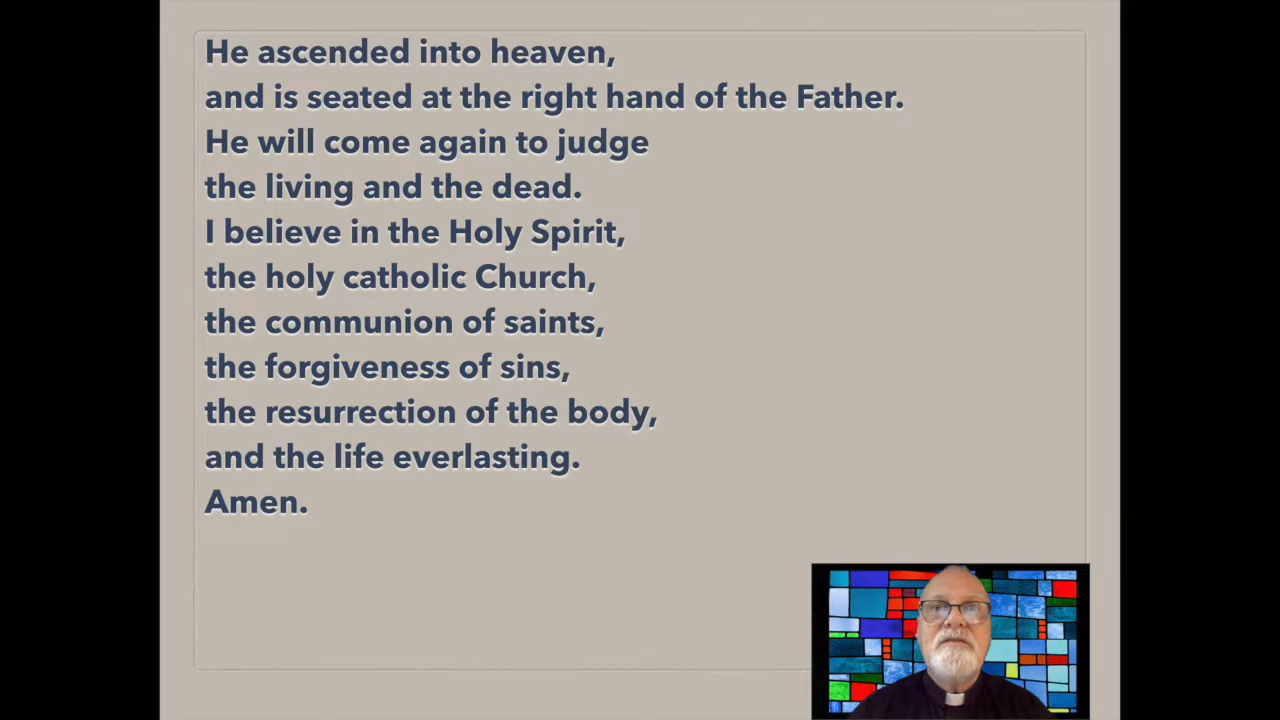 He ascended into heaven,
and is seated at the right hand of the Father.
He will come again to judge
the living and the dead.
I believe in the Holy Spirit,
the holy catholic Church,
the communion of saints,
the forgiveness of sins,
the resurrection of the body,
and the life everlasting.
Amen.